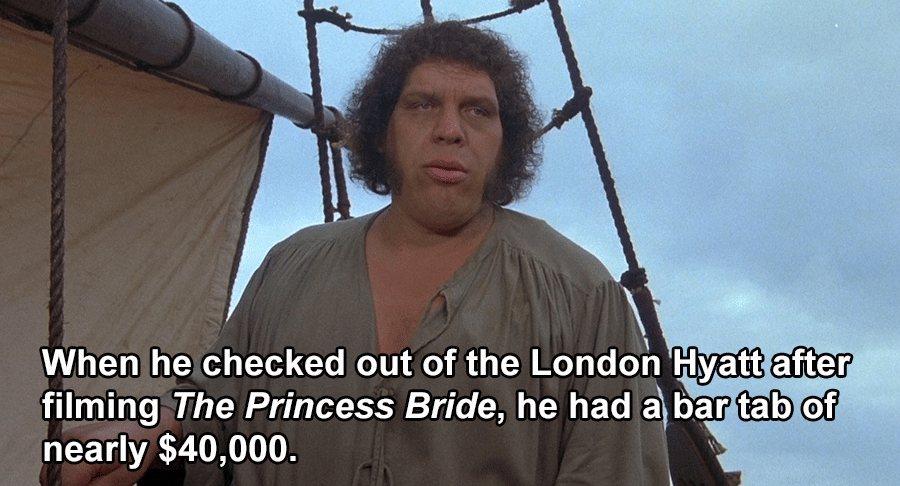 When he checked out of the London Hyatt after
filming The Princess Bride, he had a bar tab of
nearly $40,000.